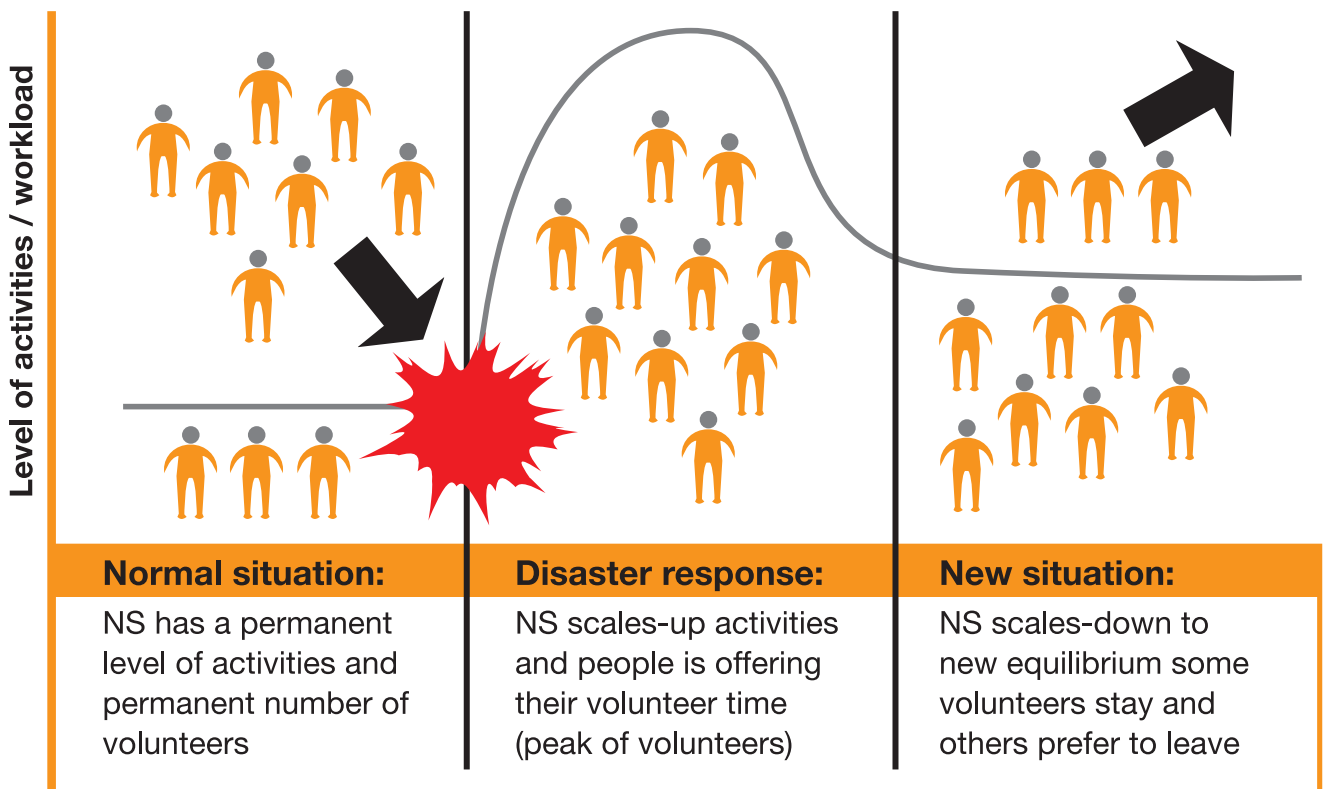 Level of activities / workload
Normal situation:
NS has a permanent
level of activities and
permanent number of
volunteers
Disaster response:
NS scales-up activities
and people is offering
their volunteer time
(peak of volunteers)
New situation:
NS scales-down to
new equilibrium some
volunteers stay and
others prefer to leave